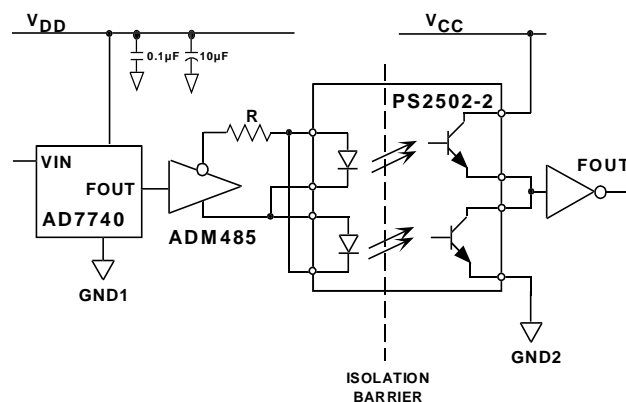 VDD
VCC
0.1µF
10µF
PS2502-2
R
VIN
FOUT
FOUT
AD7740
ADM485
GND1
GND2
ISOLATION
BARRIER